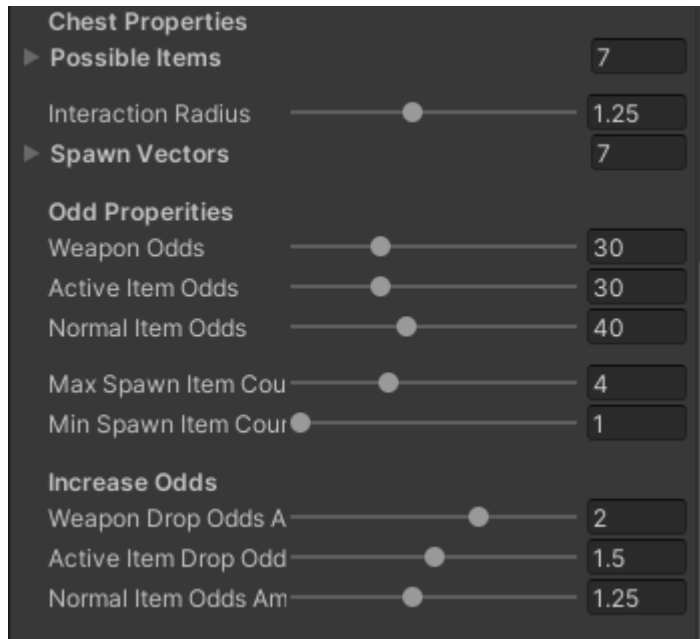 Chest Properties
Possible Items 7
Interaction Radius 1.25
Spawn Vectors 7
Odd Properities
Weapon Odds 30
Active Item Odds 30
Normal Item Odds 40
Max Spawn Item Cou 4
Min Spawn Item Cour 1
Increase Odds
Weapon Drop Odds A 2
Active Item Drop Odd 1.5
Normal Item Odds Am 1.25